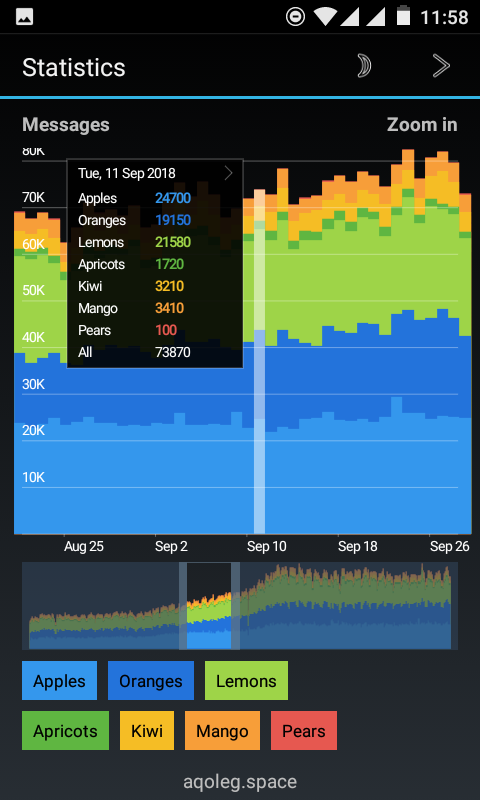 11:58
Statistics
Messages Zoom in
80K
Tue, 11 Sep 2018
Apples 24700
70K
Oranges 19150
Lemons 21580
60K
Apricots 1720
Kiwi 3210
50K
Mango 3410
Pears 100
40K
All 73870
30K
20K
10K
Aug 25 Sep 2 Sep 10 Sep 18 Sep 26
Apples Oranges Lemons
Apricots Kiwi Mango Pears
aqoleg.space